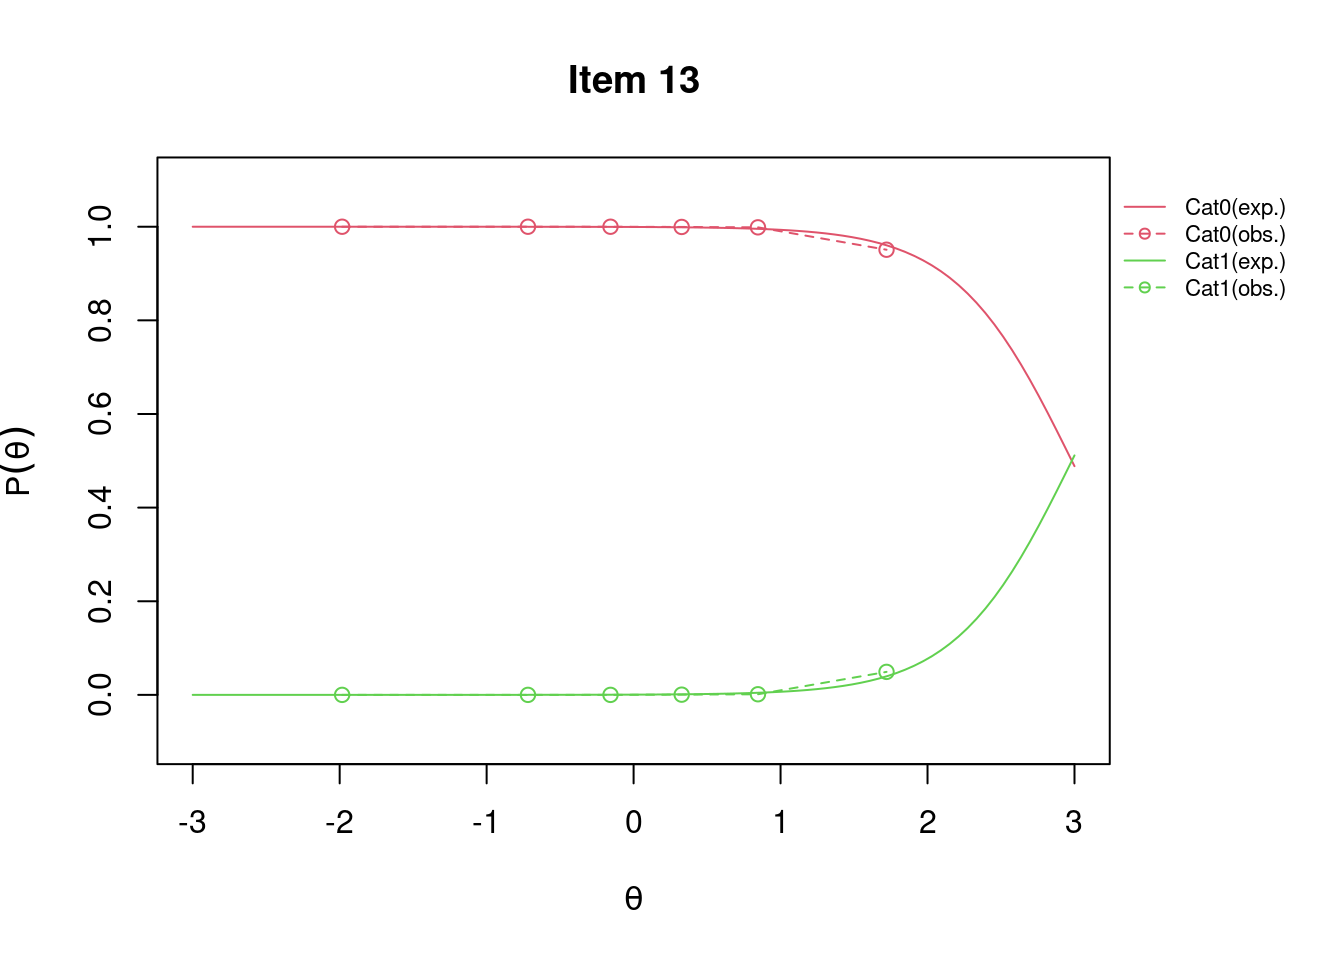 Item 13
P(θ)
1.0
0.8
0.6
0.4
0.2
0.0
-3 -2 -1 0 1 2 3
θ
Cat0(exp.)
Cat0(obs.)
Cat1(exp.)
Cat1(obs.)